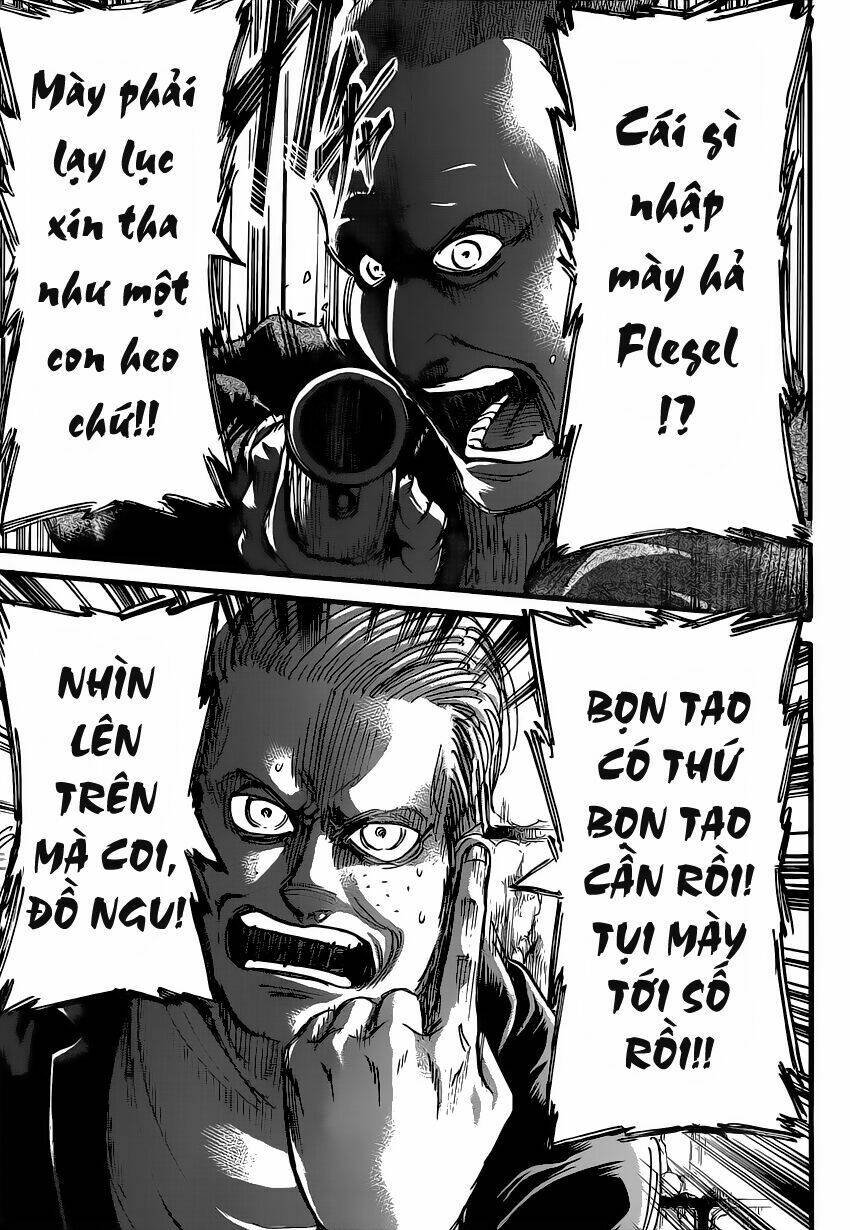 Cái gì
nhập
mày hả
Flegel
!?
Mày phải
lạy lục
xin tha
như một
con heo
chứ!!
BỌN TAO
CÓ THỨ
BỌN TAO
CẦN RỒI!
TỤI MÀY
TỚI SỐ
RỒI!!
NHÌN
LÊN
TRÊN
MÀ COI,
ĐỒ NGU!